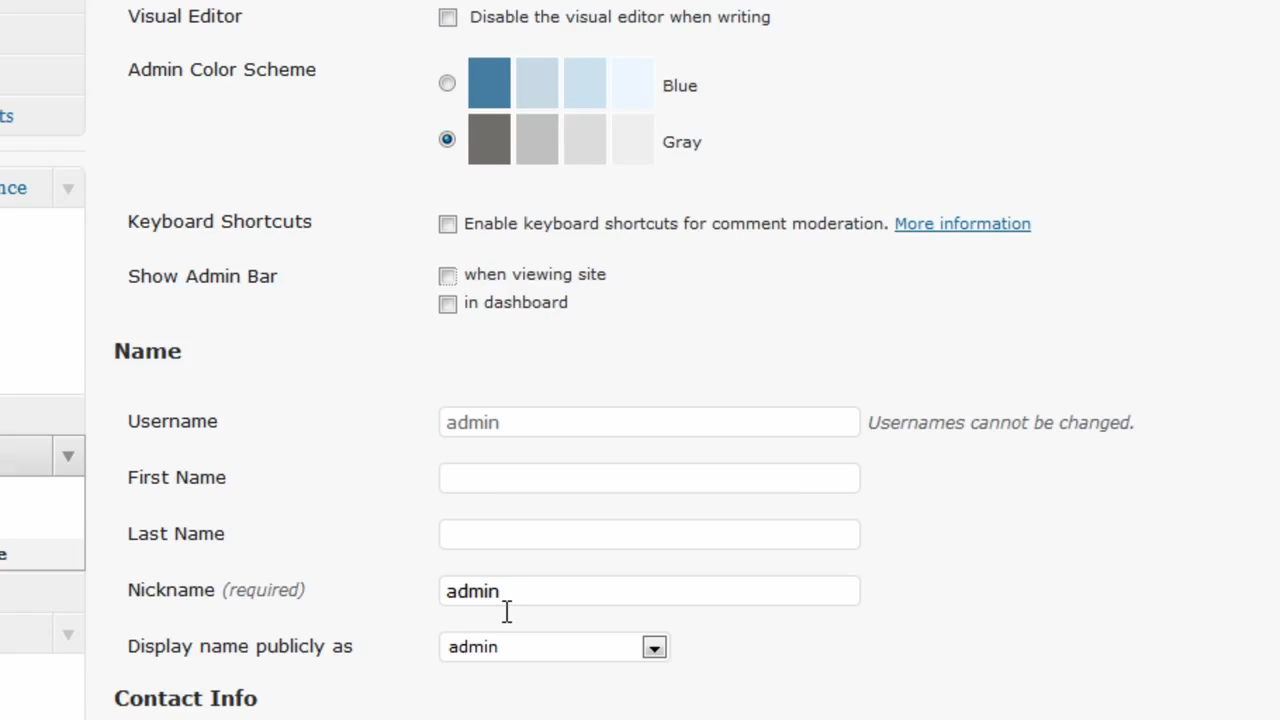 Visual Editor
Disable the visual editor when writing
Admin Color Scheme
Blue
Gray
ts
nce
Keyboard Shortcuts
Enable keyboard shortcuts for comment moderation. More information
Show Admin Bar
when viewing site
in dashboard
Name
Username
admin
Usernames cannot be changed.
First Name
Last Name
e
Nickname (required)
admin
Display name publicly as
admin
Contact Info